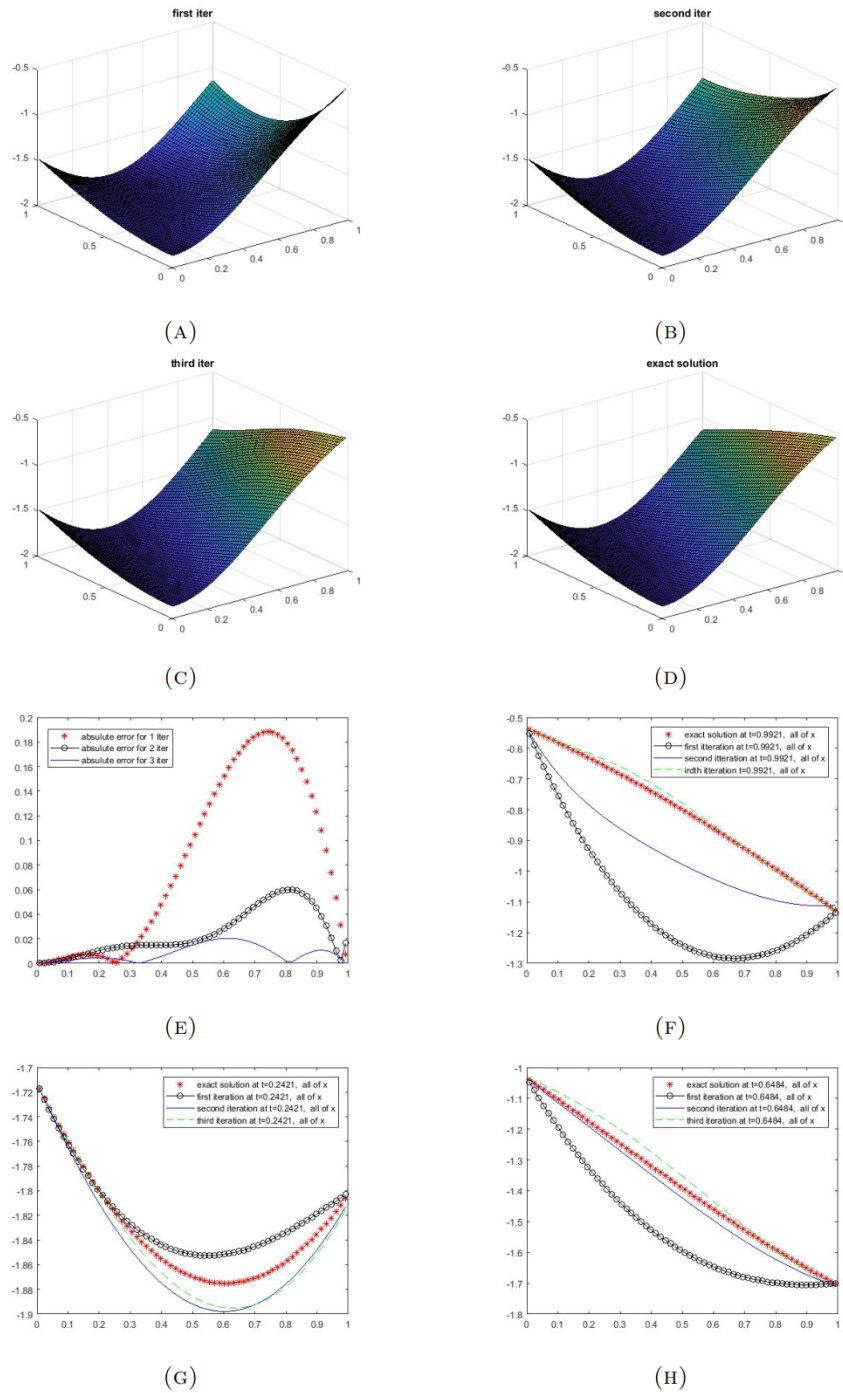 first iter
second iter
-0.5
-1
-1.5
-2
1
0.5
0
0
0.2
0.4
0.6
0.8
1
-0.5
-1
-1.5
-2
1
0.5
0
0
0.2
0.4
0.6
0.8
(A)
(B)
third iter
exact solution
-0.5
-1
-1.5
-2
1
0.5
0
0
0.2
0.4
0.6
0.8
1
-0.5
-1
-1.5
-2
1
0.5
0
0
0.2
0.4
0.6
0.8
1
(C)
(D)
0.2
0.18
0.16
0.14
0.12
0.1
0.08
0.06
0.04
0.02
0
absulute error for 1 Iter
absulute error for 2 iter
absulute error for 3 iter
0 0.1 0.2 0.3 0.4 0.5 0.6 0.7 0.8 0.9 1
-0.5
-0.6
-0.7
-0.8
-0.9
-1
-1.1
-1.2
-1.3
exact solution at t=0.9921, all of x
first itteration at t=0.9921, all of x
second itteration at t=0.9921, all of x
irdth itteration t=0.9921, all of x
0 0.1 0.2 0.3 0.4 0.5 0.6 0.7 0.8 0.9 1
(E)
(F)
-1.7
-1.72
-1.74
-1.76
-1.78
-1.8
-1.82
-1.84
-1.86
-1.88
-1.9
exact solution at t=0.2421, all of x
first iteration at t=0.2421, all of x
second iteration at t=0.2421, all of x
third iteration at t=0.2421, all of x
0 0.1 0.2 0.3 0.4 0.5 0.6 0.7 0.8 0.9 1
-1
-1.1
-1.2
-1.3
-1.4
-1.5
-1.6
-1.7
-1.8
exact solution at t=0.6484, all of x
first iteration at t=0.6484, all of x
second iteration at t=0.6484, all of x
third iteration at t=0.6484, all of x
0 0.1 0.2 0.3 0.4 0.5 0.6 0.7 0.8 0.9 1
(G)
(H)